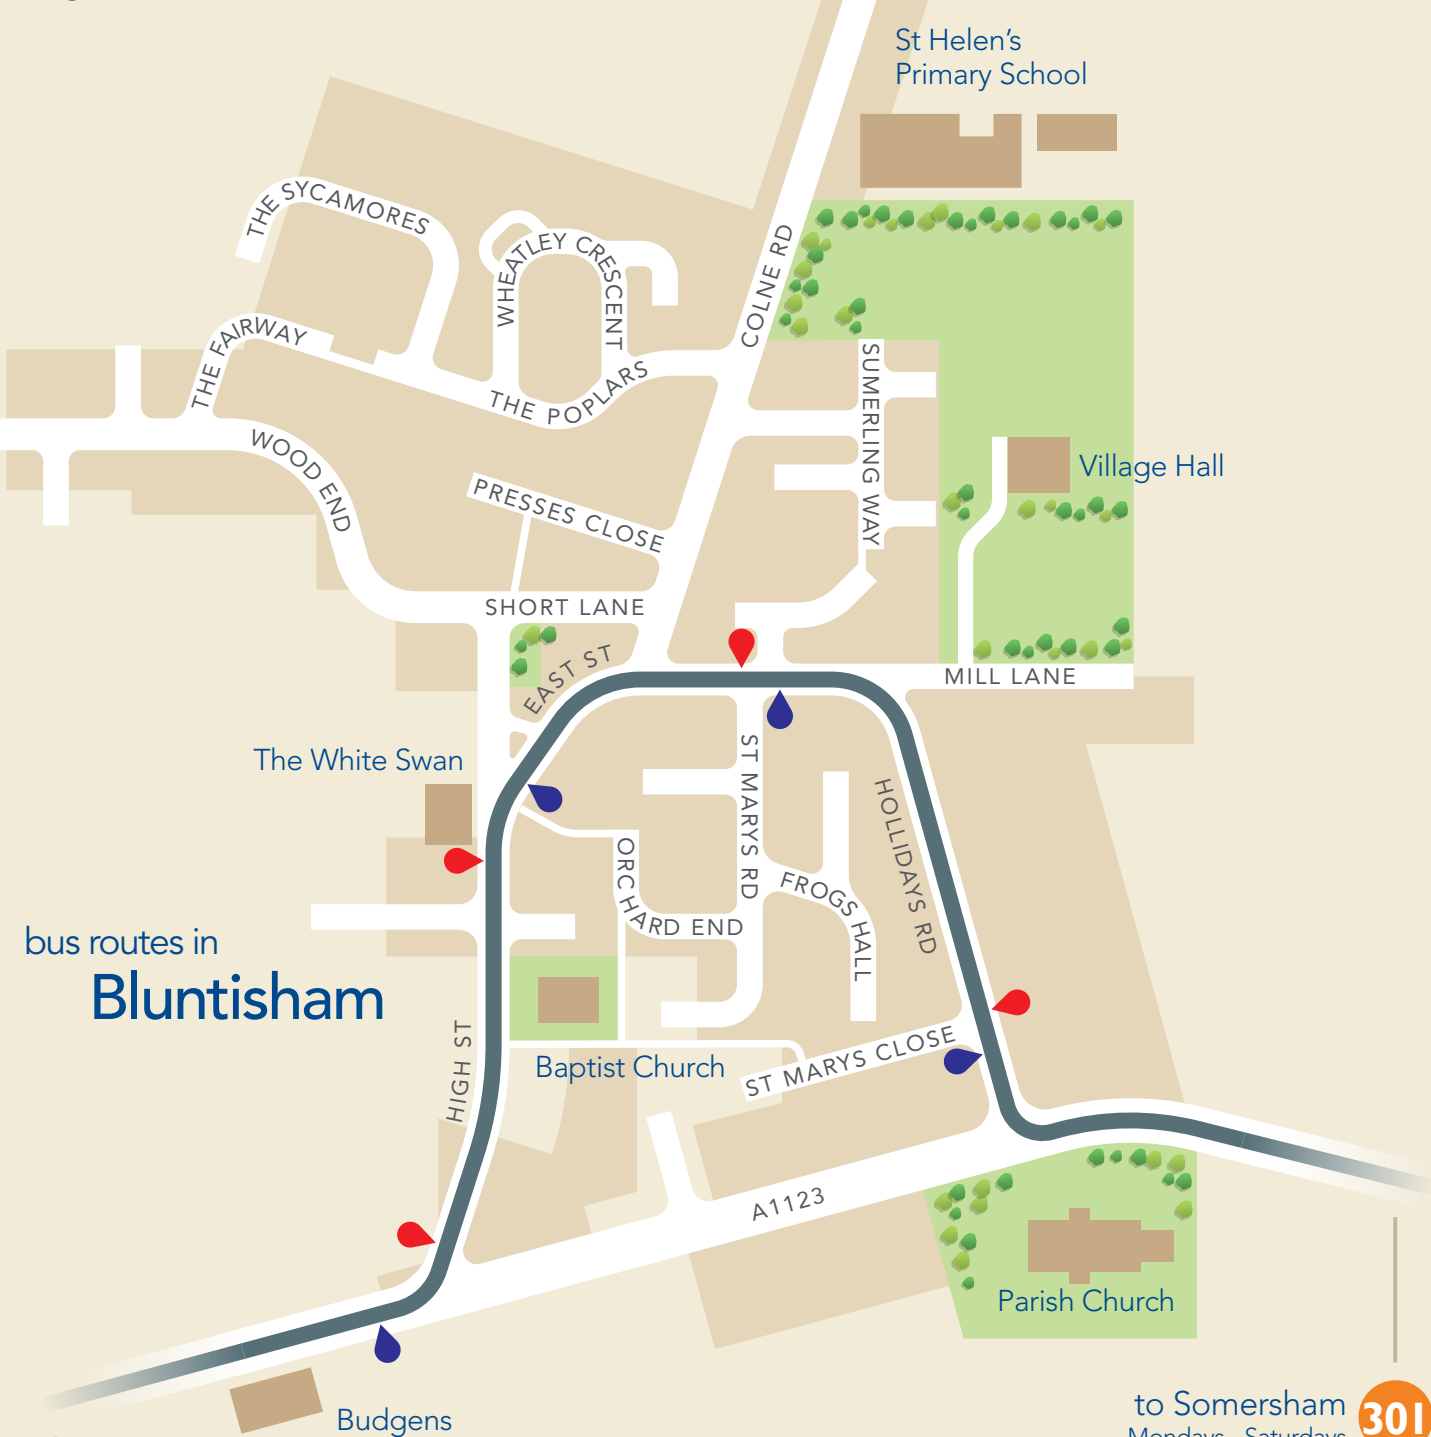 St Helen's
Primary School
THE SYCAMORES
WHEATLEY CRESCENT
COLNE RD
THE FAIRWAY
THE POPLARS
SUMERLING WAY
WOOD END
Village Hall
PRESSES CLOSE
SHORT LANE
EAST ST
MILL LANE
The White Swan
ST MARYS RD
HOLLIDAYS RD
ORCHARD END
FROGS HALL
bus routes in
Bluntisham
HIGH ST
Baptist Church
ST MARYS CLOSE
A1123
Parish Church
Budgens
to Somersham
301
Mondays - Saturdays